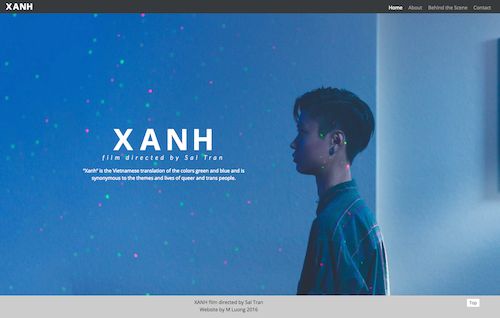 XANH
Home About Behind the Scene Contact
XANH
film directed by Sal Tran
"Xanh" is the Vietnamese translation of the colors green and blue and is
synonymous to the themes and lives of queer and trans people.
XANH film directed by Sal Tran
Top
Website by M Luong 2016